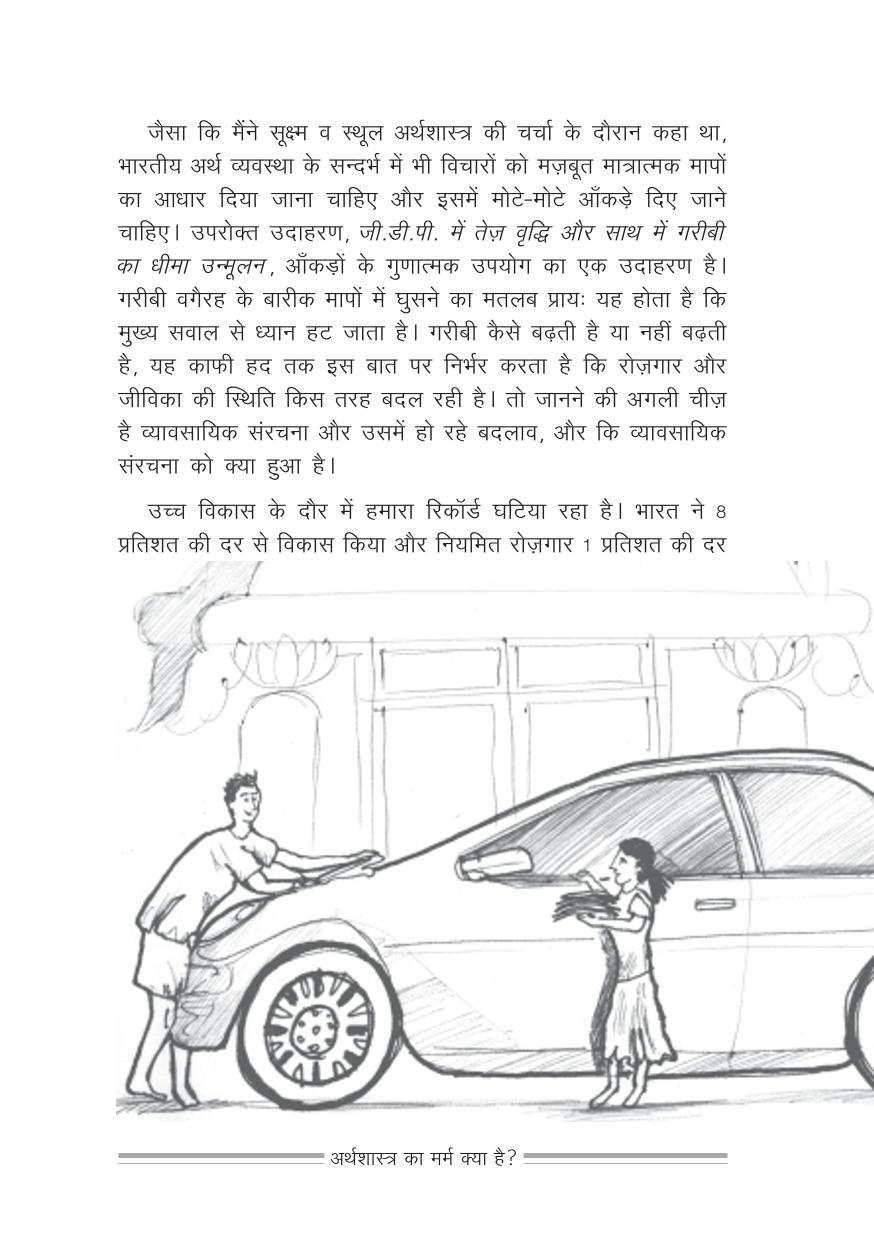 जैसा कि मैंने सूक्ष्म व स्थूल अर्थशास्त्र की चर्चा के दौरान कहा था,
भारतीय अर्थ व्यवस्था के सन्दर्भ में भी विचारों को मज़बूत मात्रात्मक मापों
का आधार दिया जाना चाहिए और इसमें मोटे-मोटे आँकड़े दिए जाने
चाहिए। उपरोक्त उदाहरण, जी.डी.पी. में तेज़ वृद्धि और साथ में गरीबी
का धीमा उन्मूलन, आँकड़ों के गुणात्मक उपयोग का एक उदाहरण है।
गरीबी वगैरह के बारीक मापों में घुसने का मतलब प्रायः यह होता है कि
मुख्य सवाल से ध्यान हट जाता है। गरीबी कैसे बढ़ती है या नहीं बढ़ती
है, यह काफी हद तक इस बात पर निर्भर करता है कि रोज़गार और
जीविका की स्थिति किस तरह बदल रही है। तो जानने की अगली चीज़
है व्यावसायिक संरचना और उसमें हो रहे बदलाव, और कि व्यावसायिक
संरचना को क्या हुआ है।
उच्च विकास के दौर में हमारा रिकॉर्ड घटिया रहा है। भारत ने 8
प्रतिशत की दर से विकास किया और नियमित रोज़गार 1 प्रतिशत की दर
अर्थशास्त्र का मर्म क्या है?